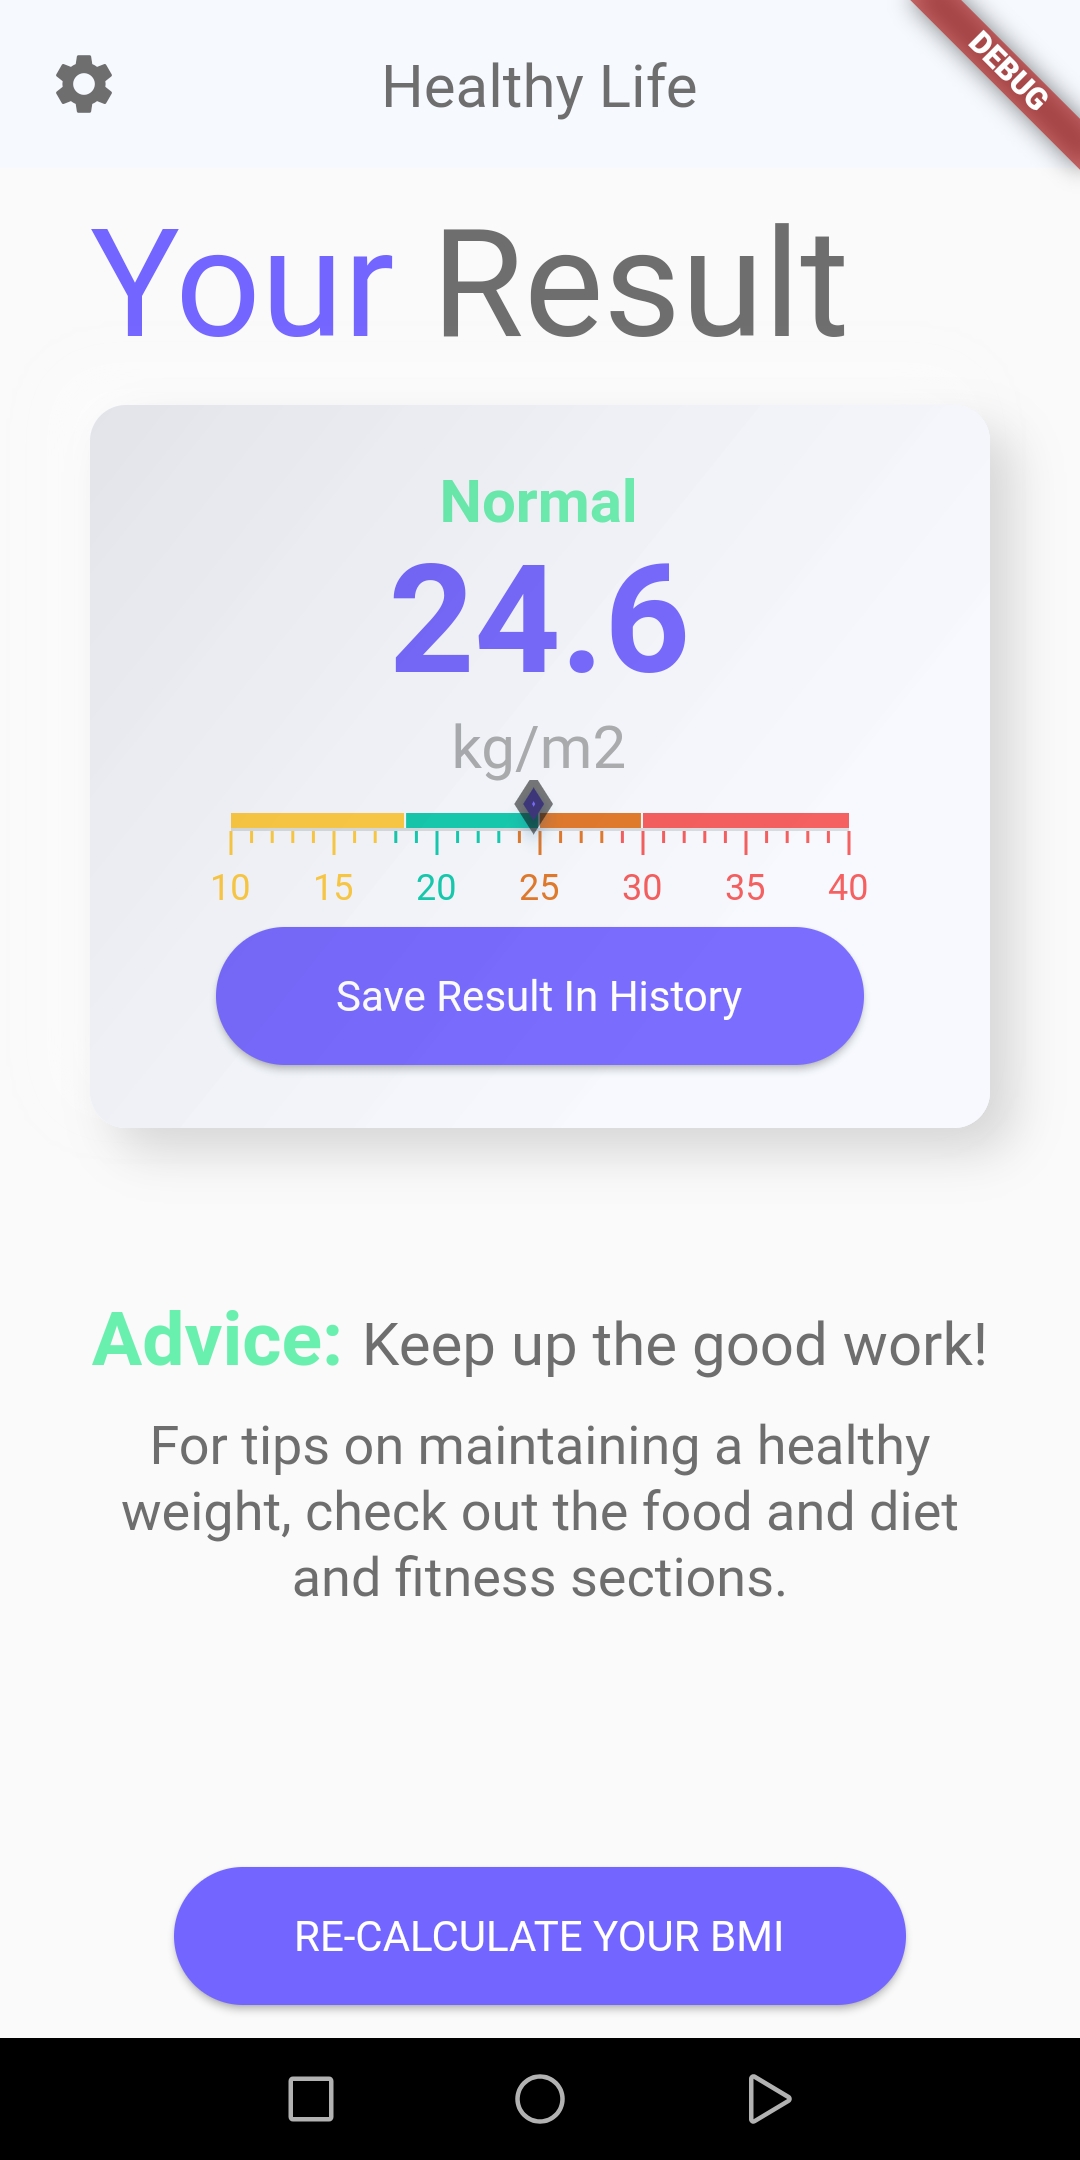 Healthy Life
DEBUG
Your Result
Normal
24.6
kg/m2
10 15 20 25 30 35 40
Save Result In History
Advice: Keep up the good work!
For tips on maintaining a healthy
weight, check out the food and diet
and fitness sections.
RE-CALCULATE YOUR BMI